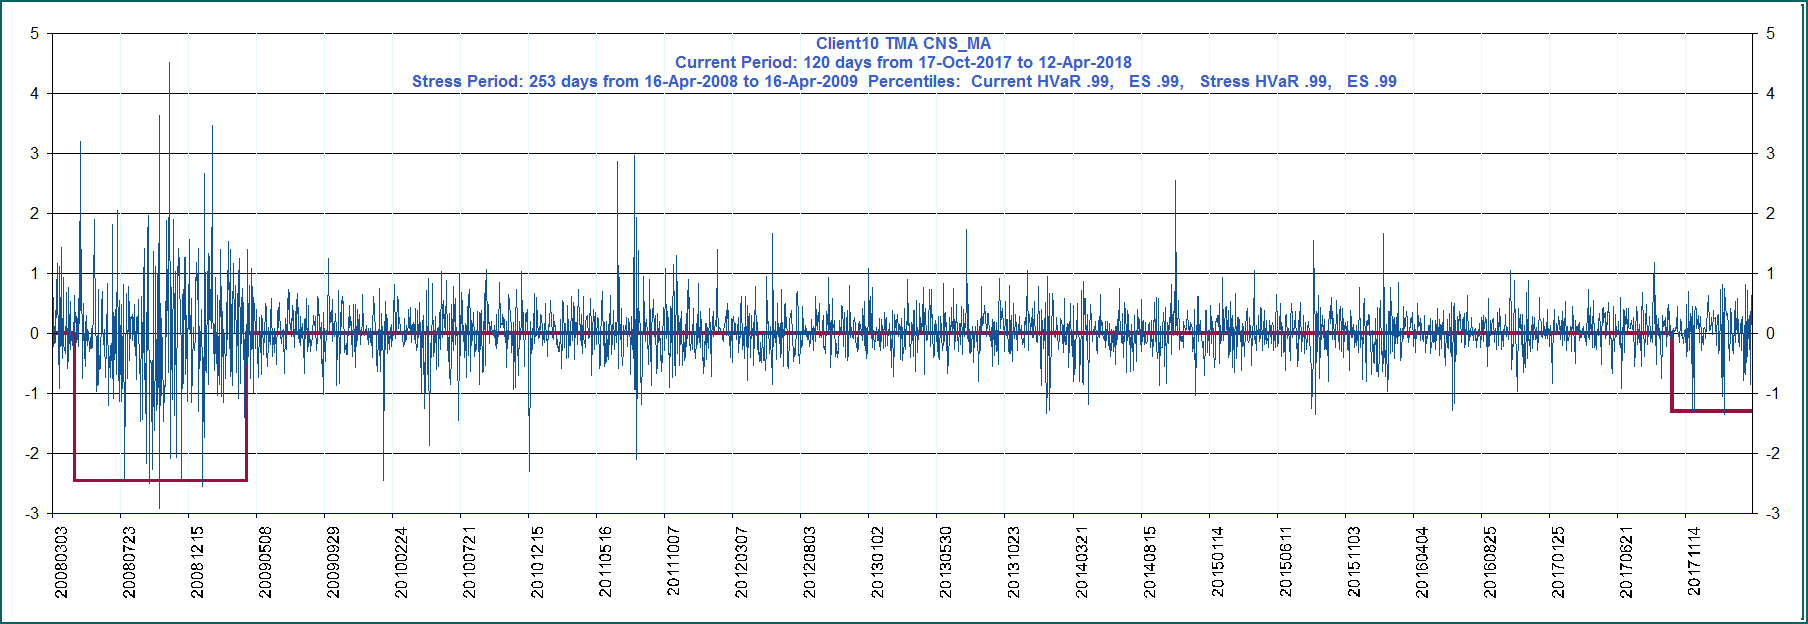 Client10 TMA CNS_MA
Current Period: 120 days from 17-Oct-2017 to 12-Apr-2018
Stress Period: 253 days from 16-Apr-2008 to 16-Apr-2009  Percentiles:  Current HVaR .99,   ES .99,   Stress HVaR .99,   ES .99
5 5
4 4
3 3
2 2
1 1
0 0
-1 -1
-2 -2
-3 -3
20080303 20080723 20081215 20090508 20090929 20100224 20100721 20101215 20110516 20111007 20120307 20120803 20130102 20130530 20131023 20140321 20140815 20150114 20150611 20151103 20160404 20160825 20170125 20170621 20171114